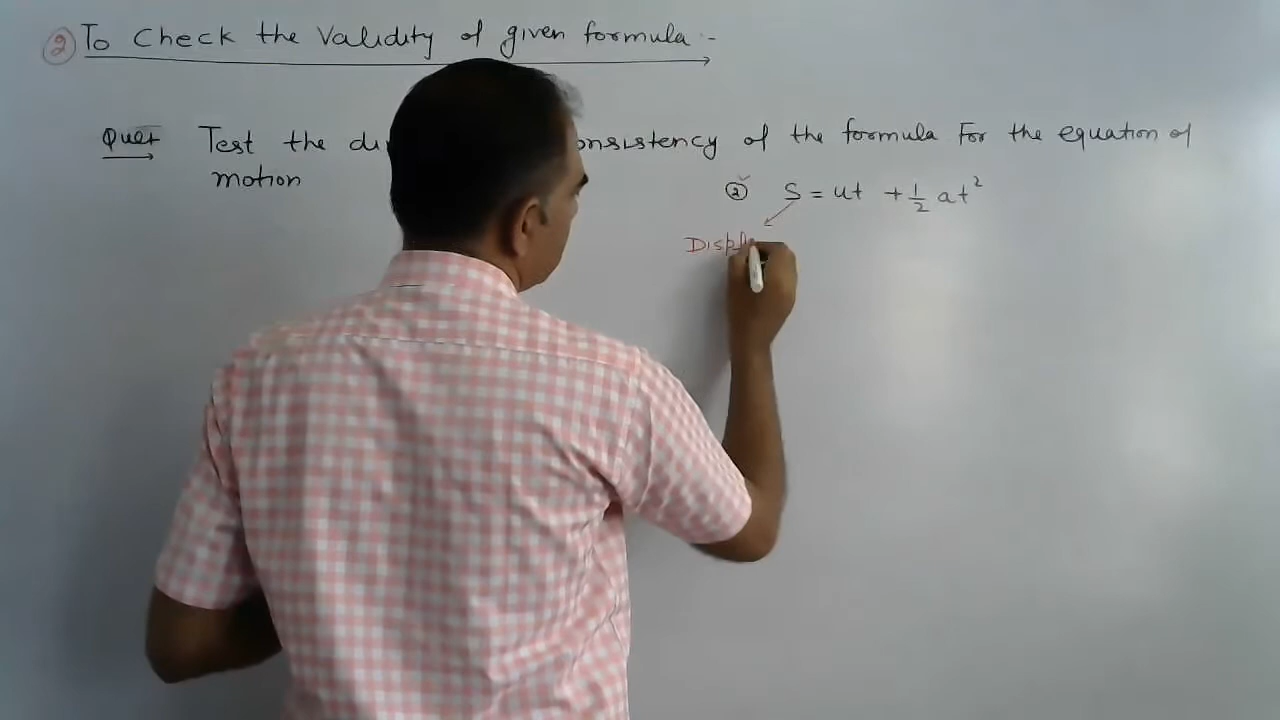 2 To Check the Validity of given formula :-
Ques Test the onsistency of the formula For the equation of
motion
2 S = ut + 1/2 at²
Displ